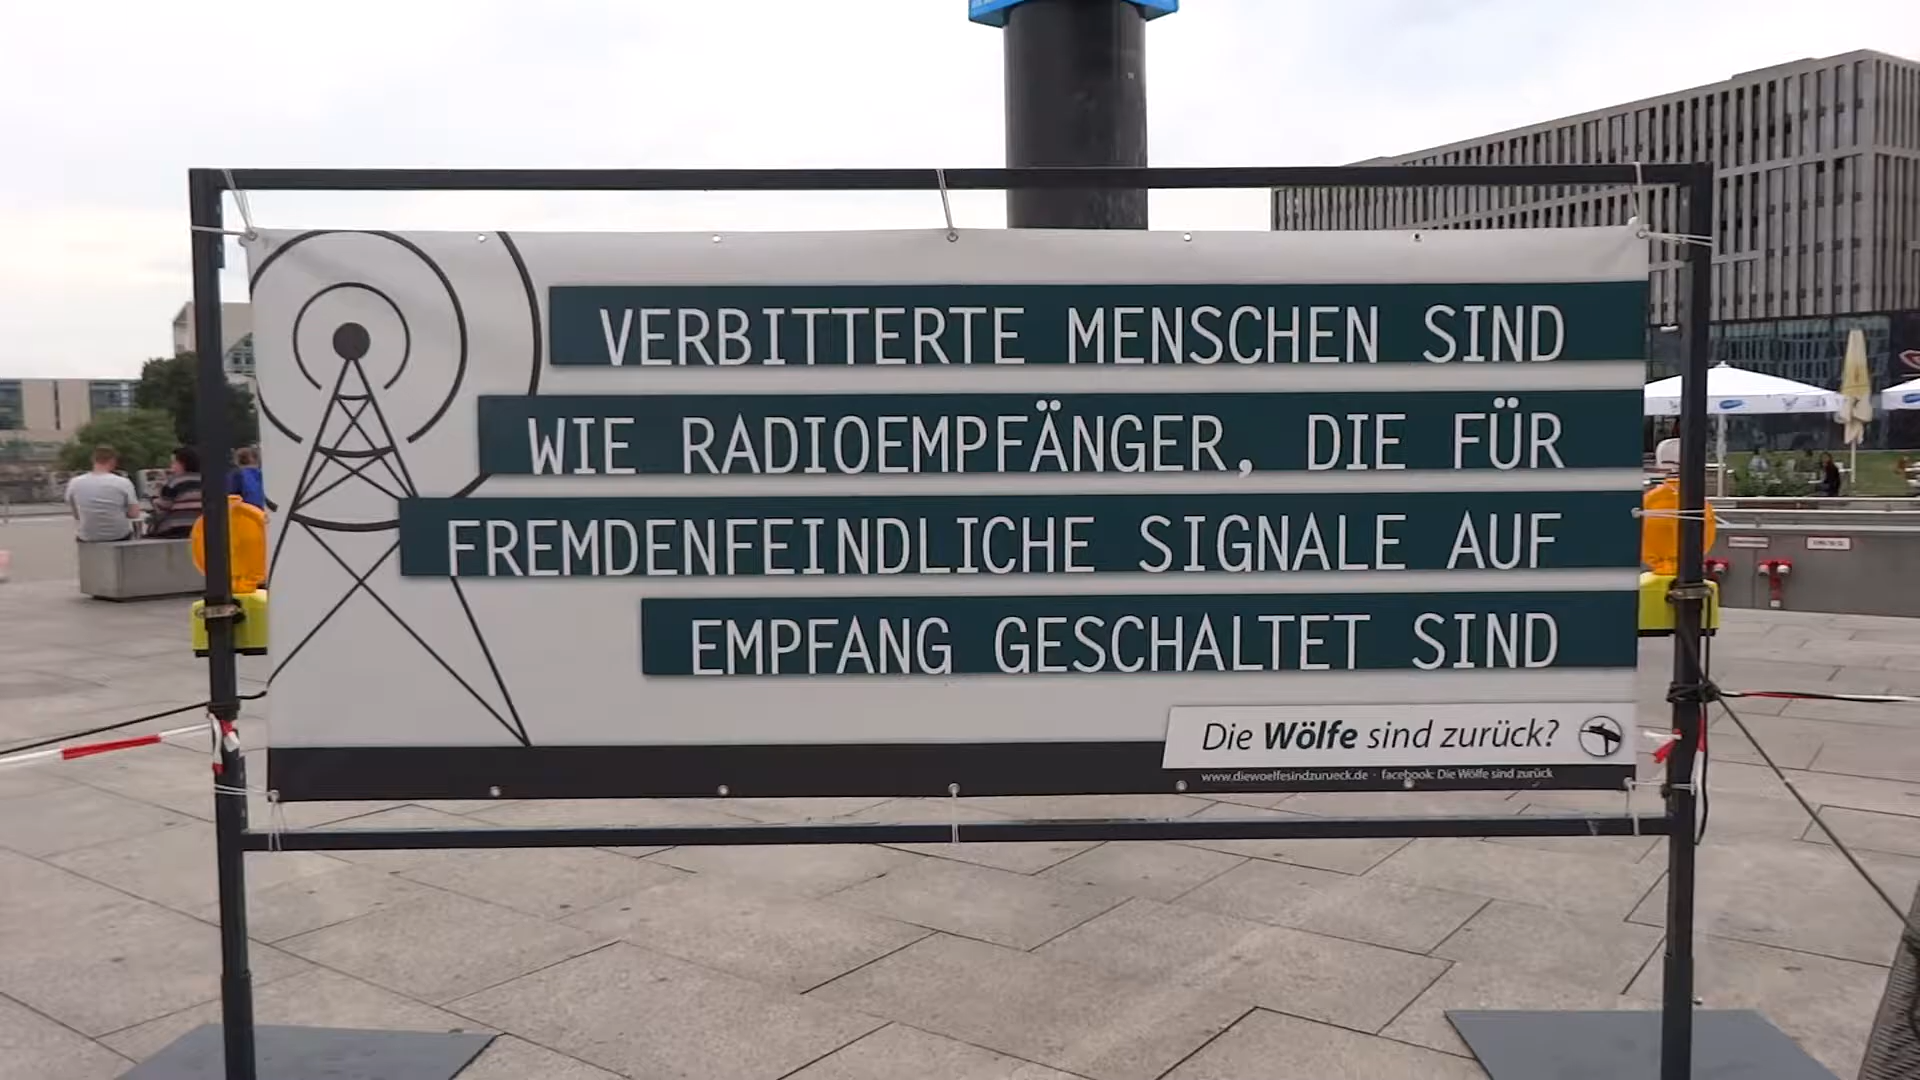 VERBITTERTE MENSCHEN SIND
WIE RADIOEMPFÄNGER, DIE FÜR
FREMDENFEINDLICHE SIGNALE AUF
EMPFANG GESCHALTET SIND
Die Wölfe sind zurück?
www.diewoelfesindzurueck.de · facebook: Die Wölfe sind zurück